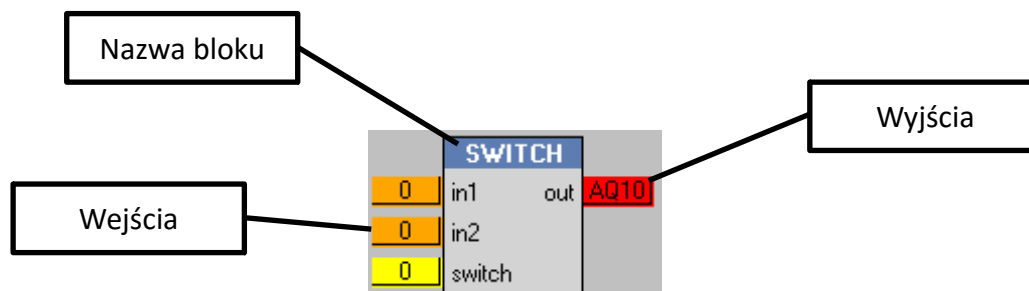 Nazwa bloku
Wyjścia
SWITCH
0 in1 out AQ10
Wejścia
0 in2
0 switch